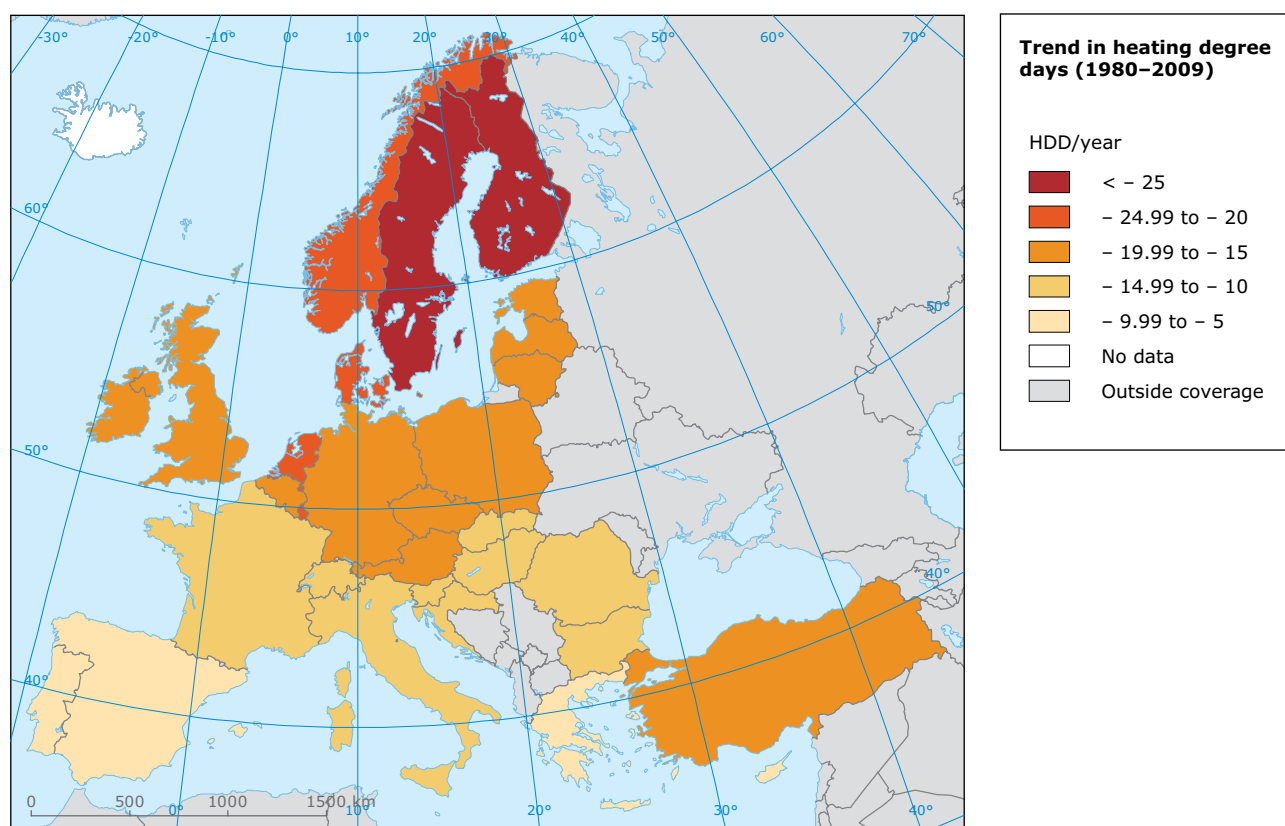 -30° -20° -10° 0° 10° 20° 30° 40° 50° 60° 70°
60°
50°
50°
40°
40°
0 500 1000 1500 km
0° 10° 20° 30° 40°
Trend in heating degree
days (1980–2009)
HDD/year
< – 25
– 24.99 to – 20
– 19.99 to – 15
– 14.99 to – 10
– 9.99 to – 5
No data
Outside coverage